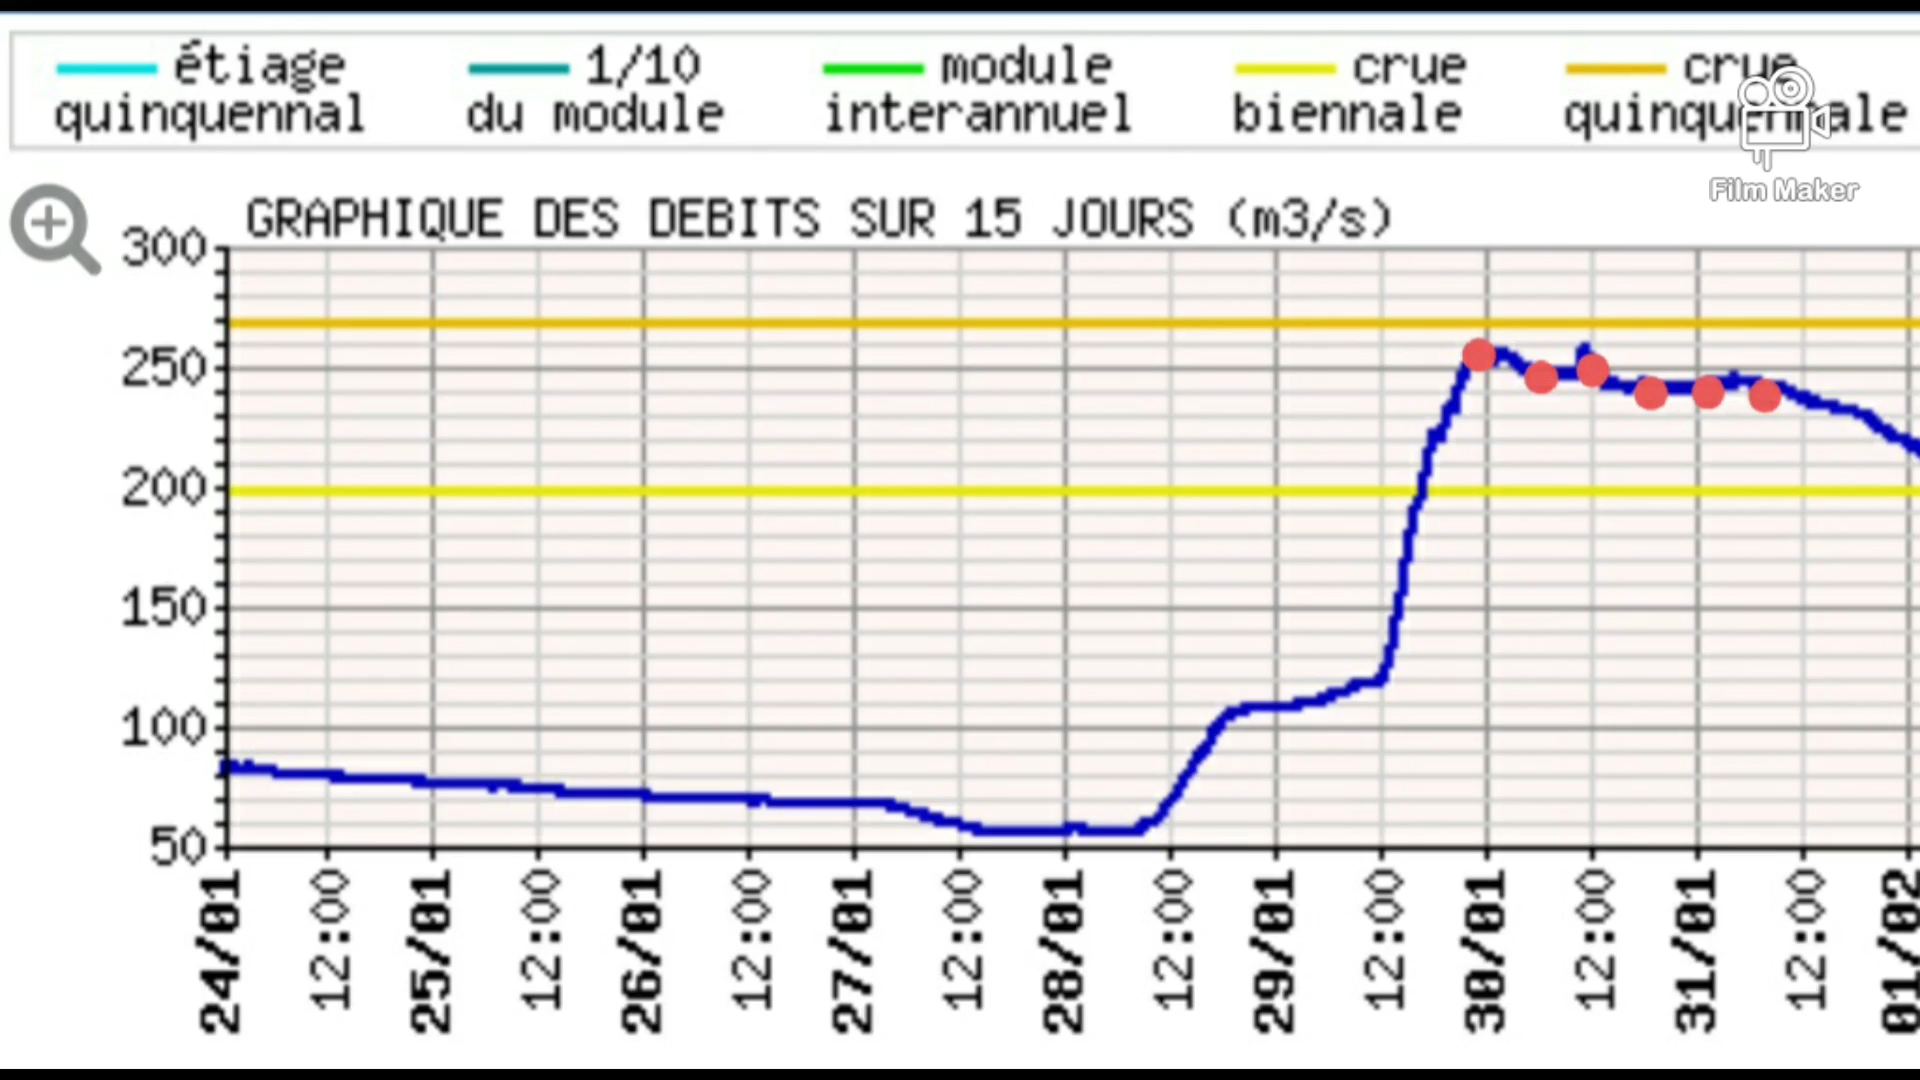 étiage 1/10 module crue crue
quinquennal du module interannuel biennale quinquennale
Film Maker
GRAPHIQUE DES DEBITS SUR 15 JOURS (m3/s)
300
250
200
150
100
50
24/01 12:00 25/01 12:00 26/01 12:00 27/01 12:00 28/01 12:00 29/01 12:00 30/01 12:00 31/01 12:00 01/02